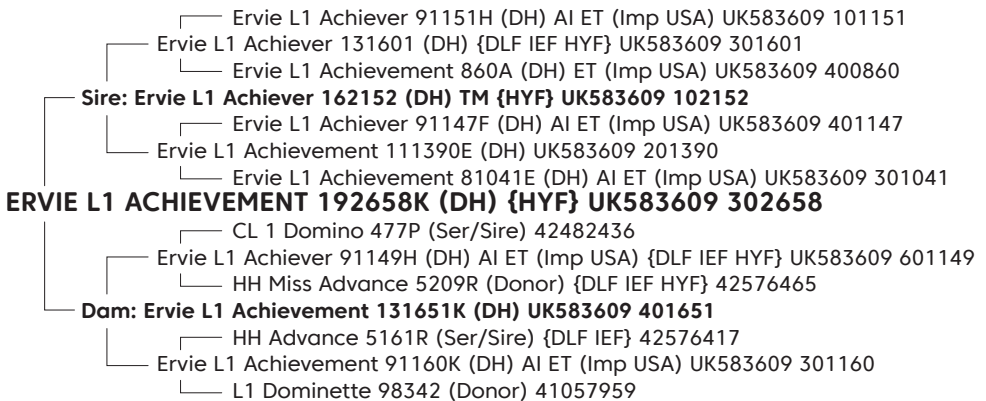 Ervie L1 Achiever 91151H (DH) AI ET (Imp USA) UK583609 101151
Ervie L1 Achiever 131601 (DH) {DLF IEF HYF} UK583609 301601
Ervie L1 Achievement 860A (DH) ET (Imp USA) UK583609 400860
Sire: Ervie L1 Achiever 162152 (DH) TM {HYF} UK583609 102152
Ervie L1 Achiever 91147F (DH) AI ET (Imp USA) UK583609 401147
Ervie L1 Achievement 111390E (DH) UK583609 201390
Ervie L1 Achievement 81041E (DH) AI ET (Imp USA) UK583609 301041
ERVIE L1 ACHIEVEMENT 192658K (DH) {HYF} UK583609 302658
CL 1 Domino 477P (Ser/Sire) 42482436
Ervie L1 Achiever 91149H (DH) AI ET (Imp USA) {DLF IEF HYF} UK583609 601149
HH Miss Advance 5209R (Donor) {DLF IEF HYF} 42576465
Dam: Ervie L1 Achievement 131651K (DH) UK583609 401651
HH Advance 5161R (Ser/Sire) {DLF IEF} 42576417
Ervie L1 Achievement 91160K (DH) AI ET (Imp USA) UK583609 301160
L1 Dominette 98342 (Donor) 41057959